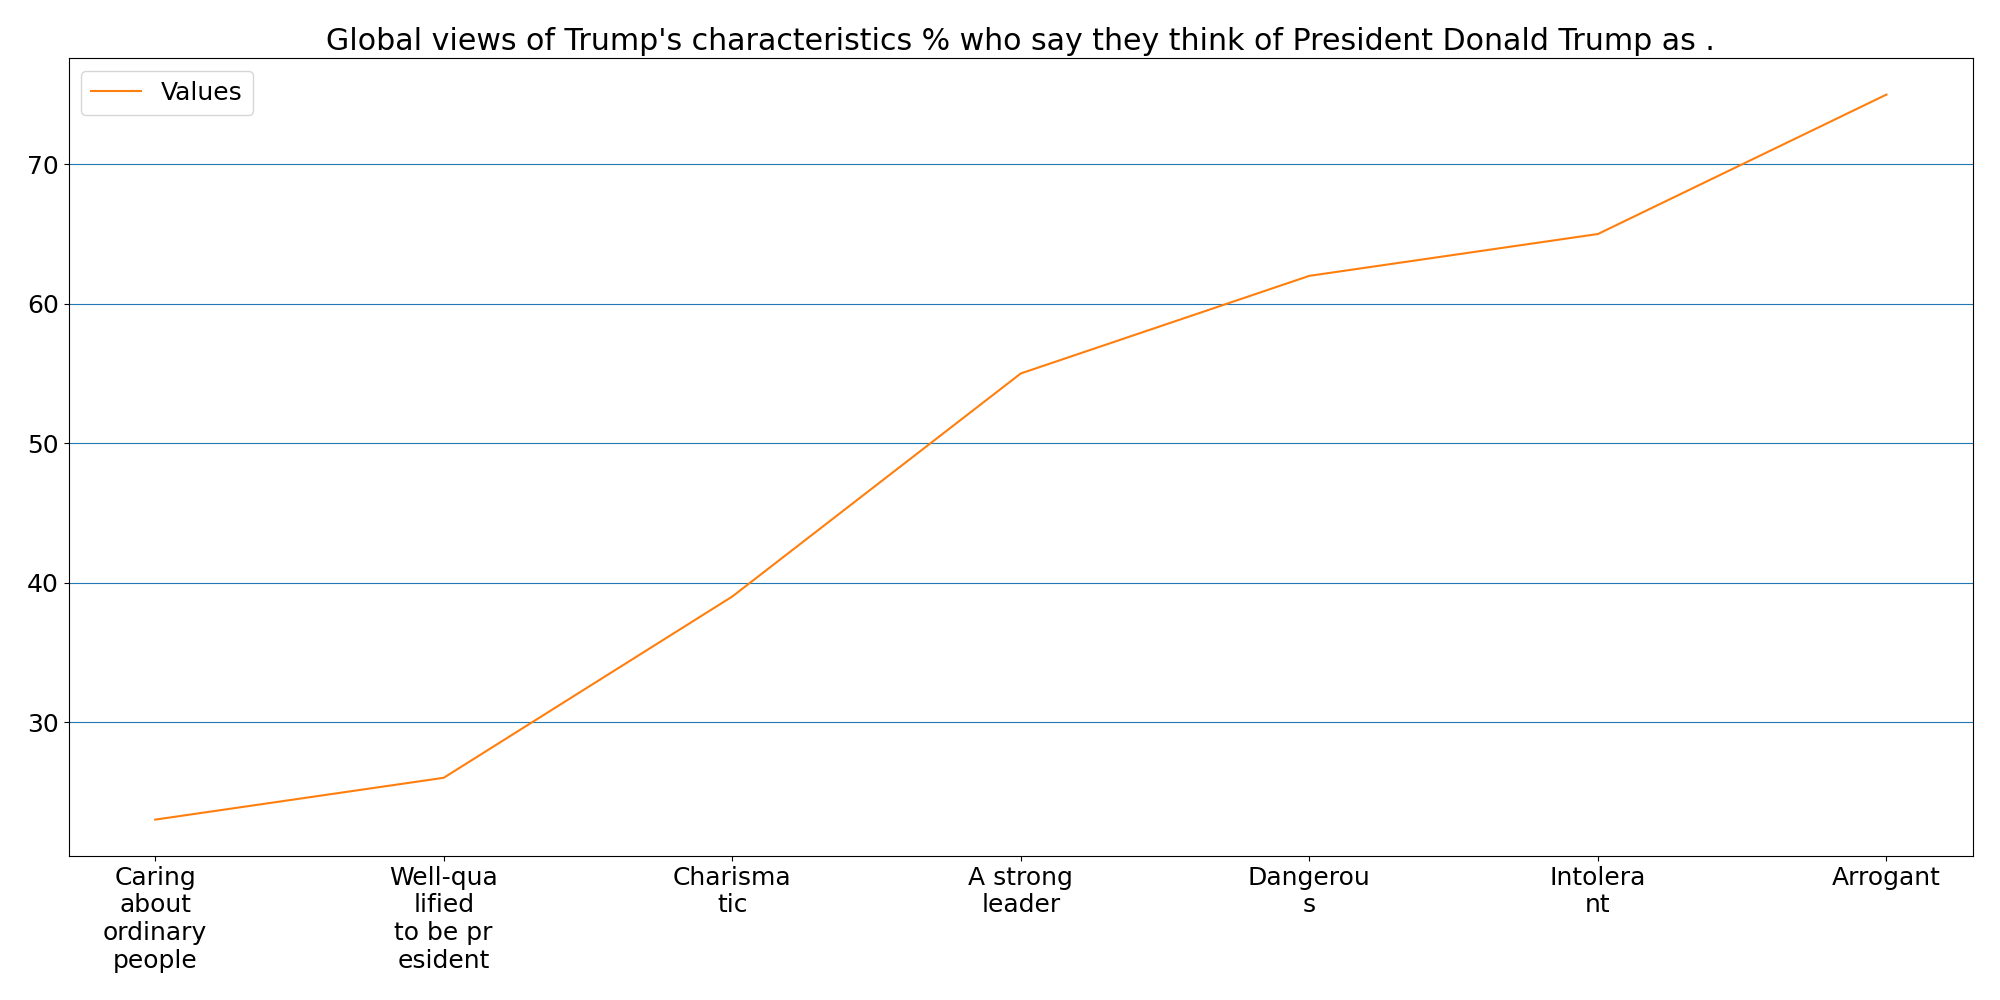 Global views of Trump's characteristics % who say they think of President Donald Trump as .
Values
70
60
50
40
30
Caring
about
ordinary
people
Well-qua
lified
to be pr
esident
Charisma
tic
A strong
leader
Dangerou
s
Intolera
nt
Arrogant